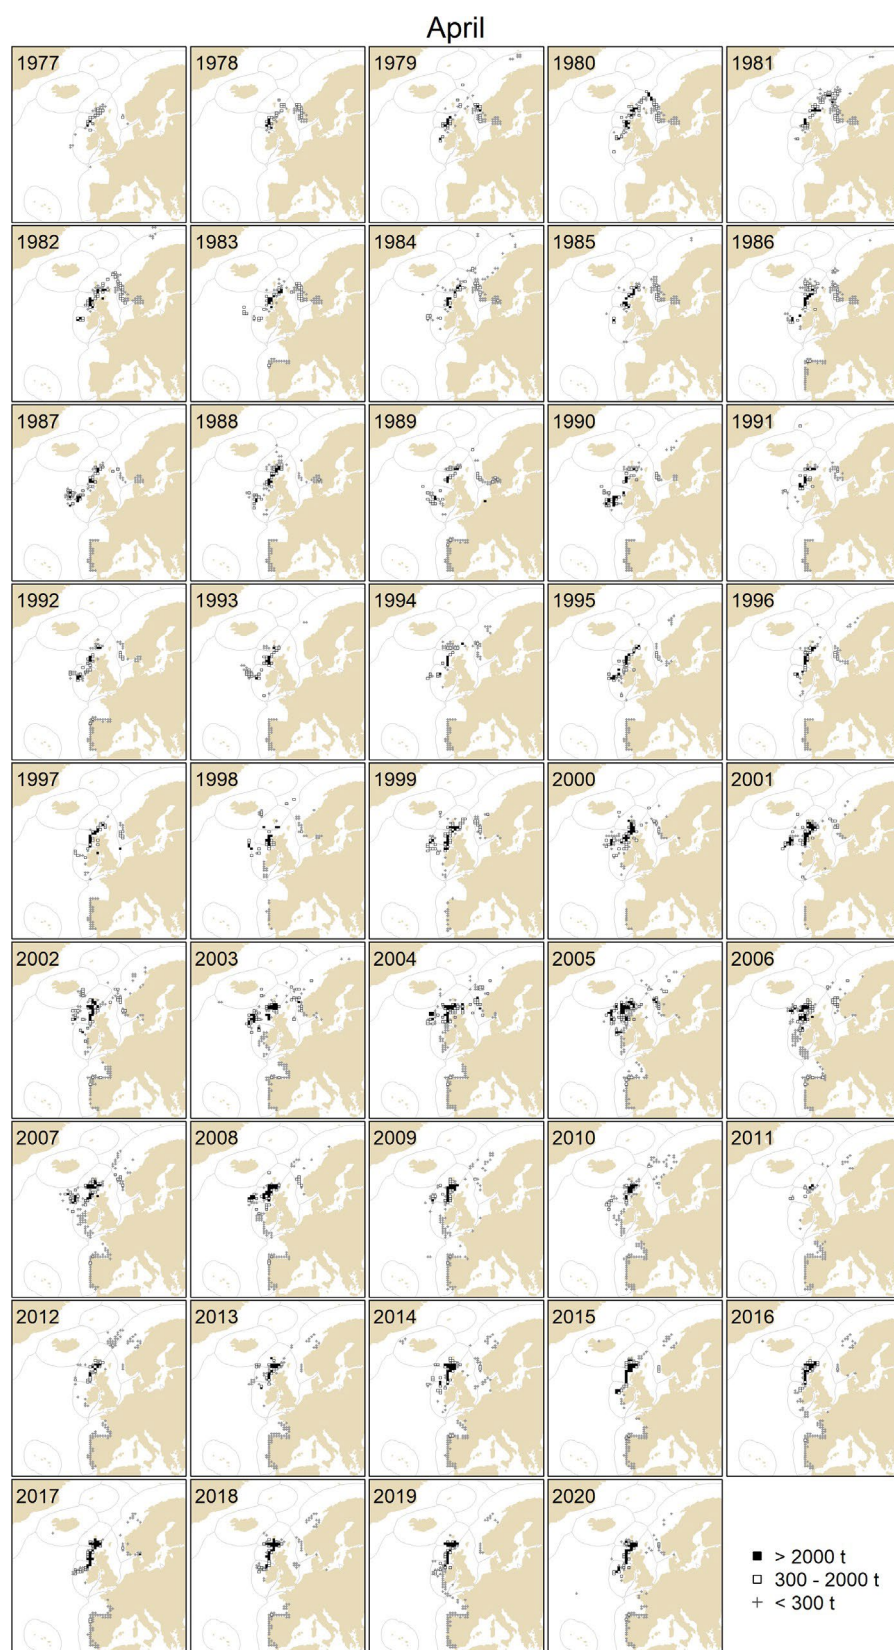 April
1977 1978 1979 1980 1981
1982 1983 1984 1985 1986
1987 1988 1989 1990 1991
1992 1993 1994 1995 1996
1997 1998 1999 2000 2001
2002 2003 2004 2005 2006
2007 2008 2009 2010 2011
2012 2013 2014 2015 2016
2017 2018 2019 2020
> 2000 t
300 - 2000 t
< 300 t